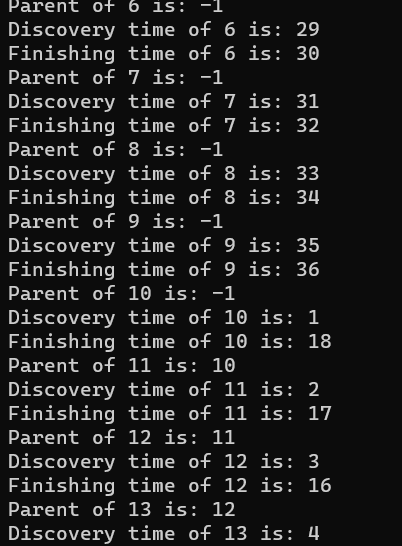 Parent of 6 is: -1
Discovery time of 6 is: 29
Finishing time of 6 is: 30
Parent of 7 is: -1
Discovery time of 7 is: 31
Finishing time of 7 is: 32
Parent of 8 is: -1
Discovery time of 8 is: 33
Finishing time of 8 is: 34
Parent of 9 is: -1
Discovery time of 9 is: 35
Finishing time of 9 is: 36
Parent of 10 is: -1
Discovery time of 10 is: 1
Finishing time of 10 is: 18
Parent of 11 is: 10
Discovery time of 11 is: 2
Finishing time of 11 is: 17
Parent of 12 is: 11
Discovery time of 12 is: 3
Finishing time of 12 is: 16
Parent of 13 is: 12
Discovery time of 13 is: 4